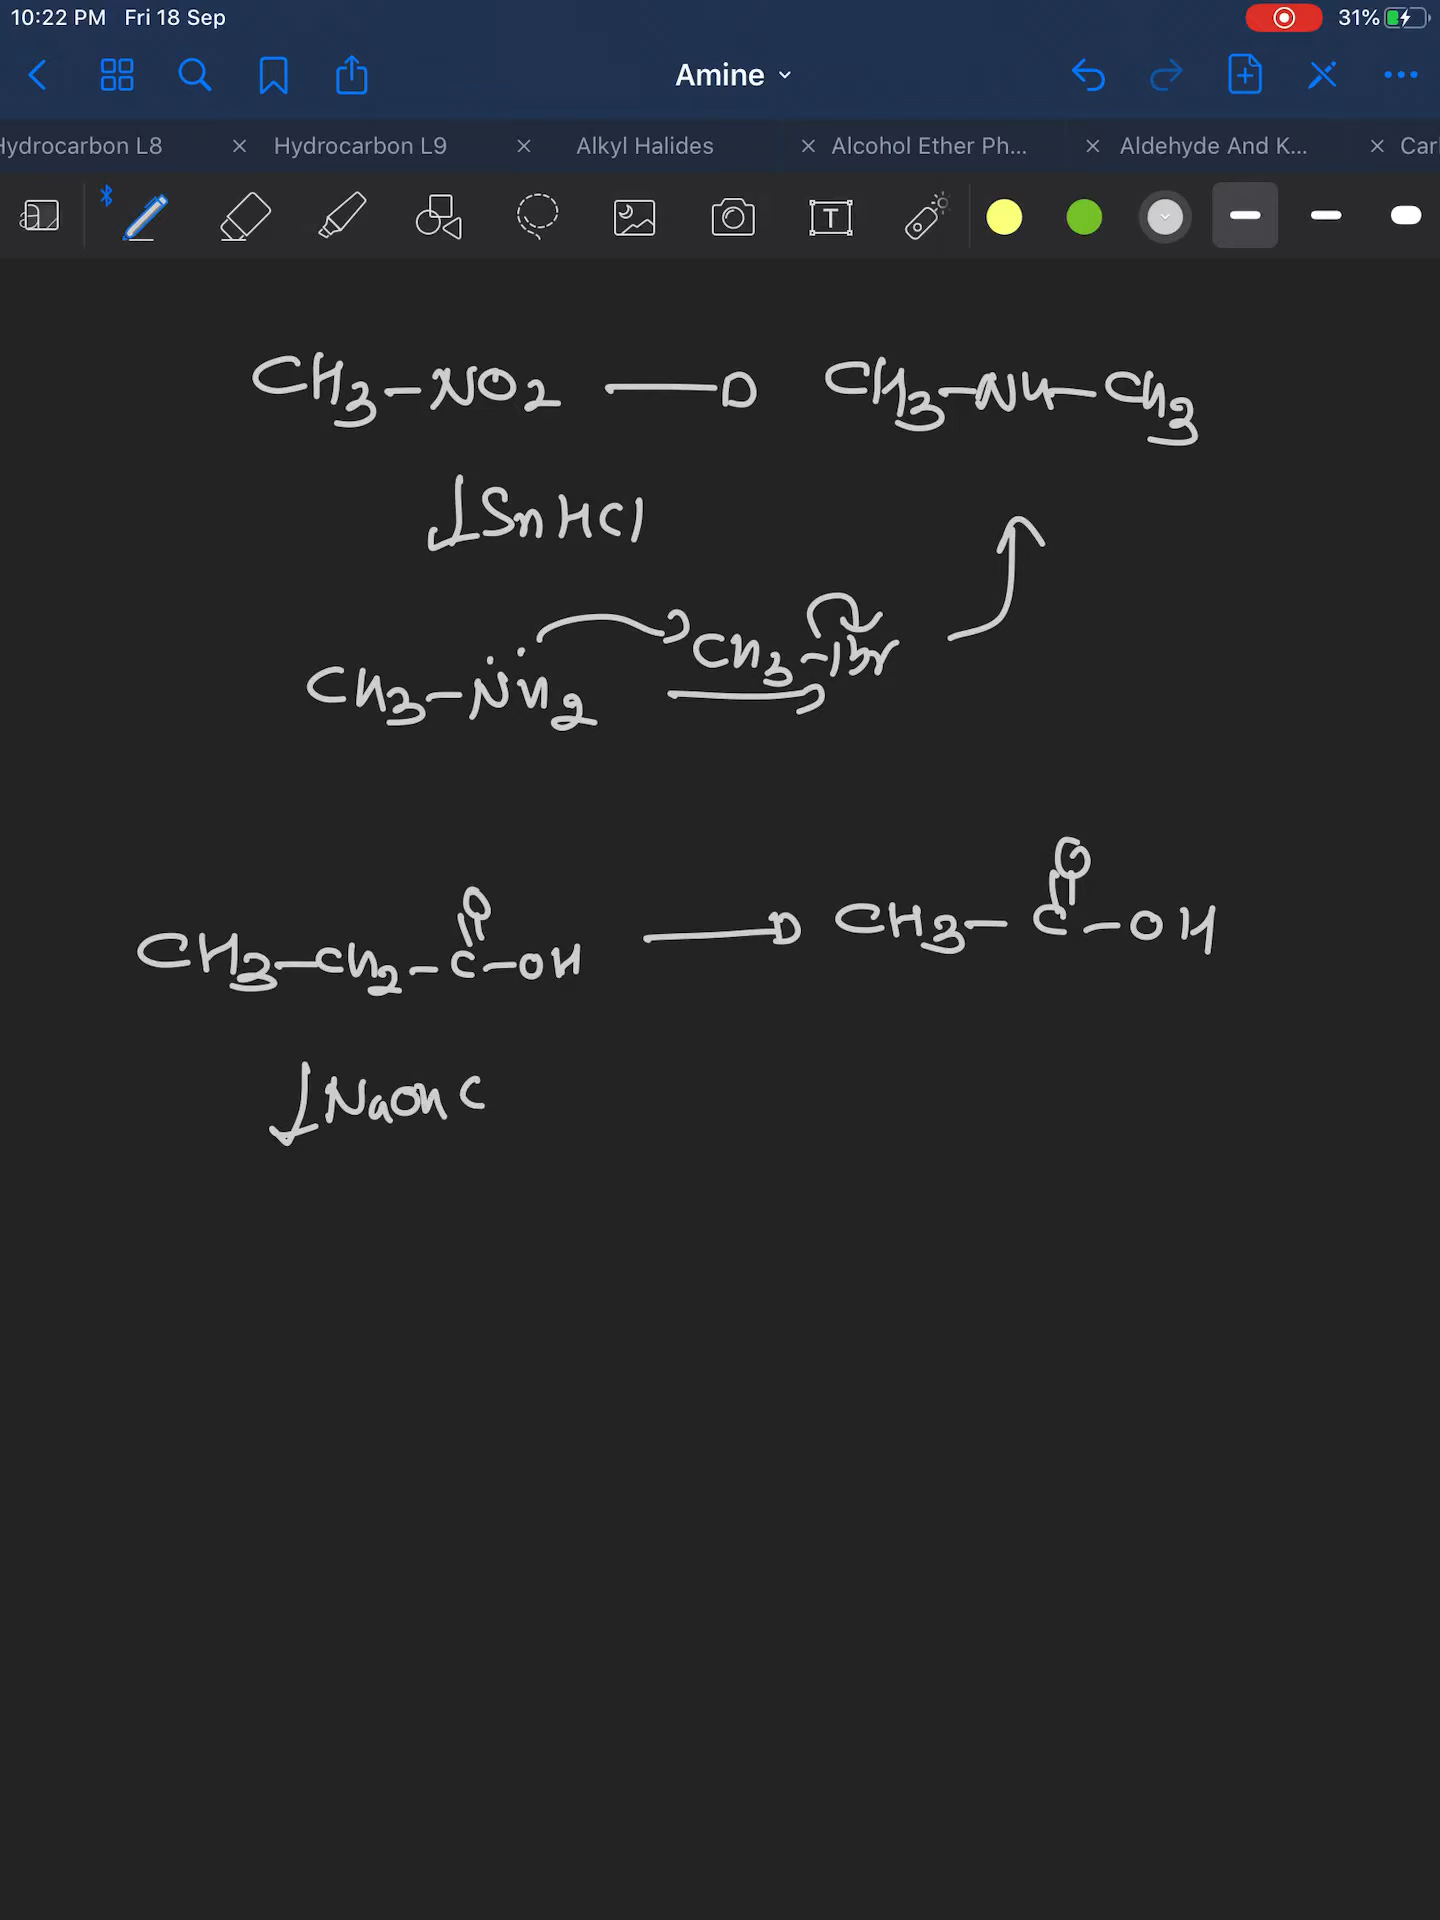 10:22 PM Fri 18 Sep 31%
Amine
Hydrocarbon L8 Hydrocarbon L9 Alkyl Halides Alcohol Ether Ph... Aldehyde And K... Car
T
CH3-NO2 CH3-NH-CH3
Sn HCl
CH3-Br
CH3-NH2
O O
CH3-CH2-C-OH CH3-C-OH
NaOH C